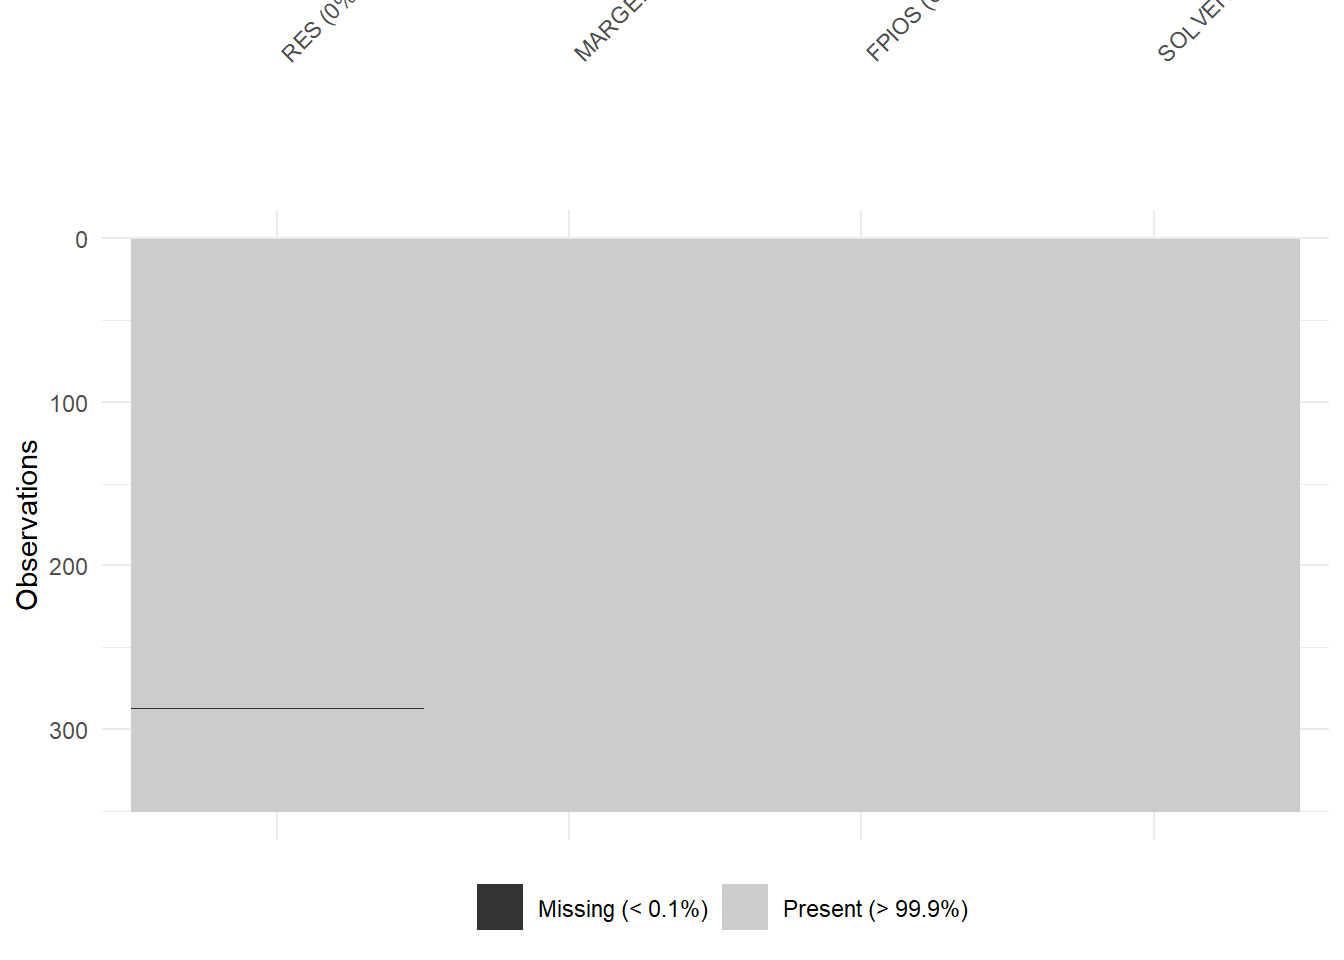 RES (0%
MARGE
FPIOS (
SOLVE
0
100
200
300
Observations
Missing (< 0.1%)
Present (> 99.9%)